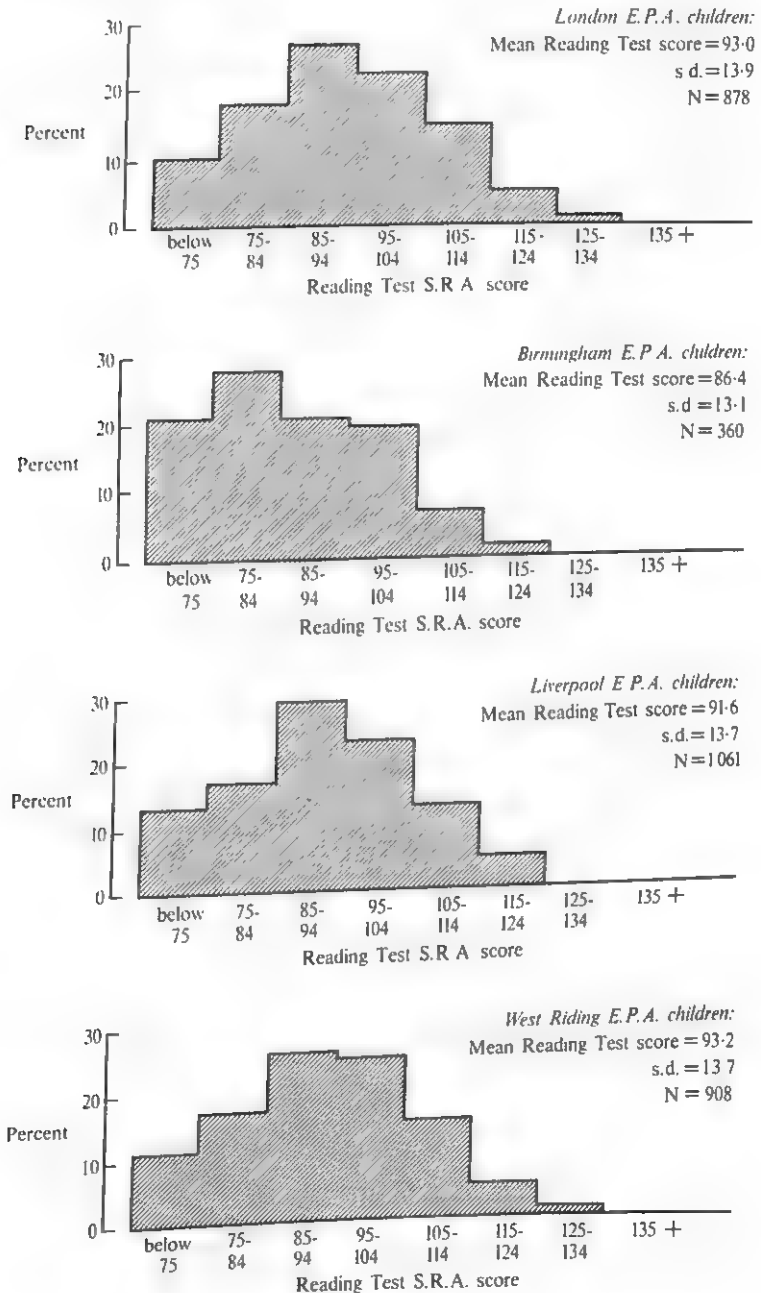 London E.P.A. children:
Mean Reading Test score=93·0
s d.=13·9
N=878
30
20
Percent
10
0
below 75- 85- 95- 105- 115- 125- 135 +
75 84 94 104 114 124 134
Reading Test S.R.A score
Birmingham E.P A. children:
Mean Reading Test score=86·4
s.d=13·1
N=360
30
20
Percent
10
0
below 75- 85- 95- 105- 115- 125- 135 +
75 84 94 104 114 124 134
Reading Test S.R.A. score
Liverpool E P.A. children:
Mean Reading Test score=91·6
s.d.=13·7
N=1061
30
20
Percent
10
0
below 75- 85- 95- 105- 115- 125- 135 +
75 84 94 104 114 124 134
Reading Test S.R A score
West Riding E.P.A. children:
Mean Reading Test score=93·2
s.d.=13 7
N=908
30
20
Percent
10
0
below 75- 85- 95- 105- 115- 125- 135 +
75 84 94 104 114 124 134
Reading Test S.R.A. score